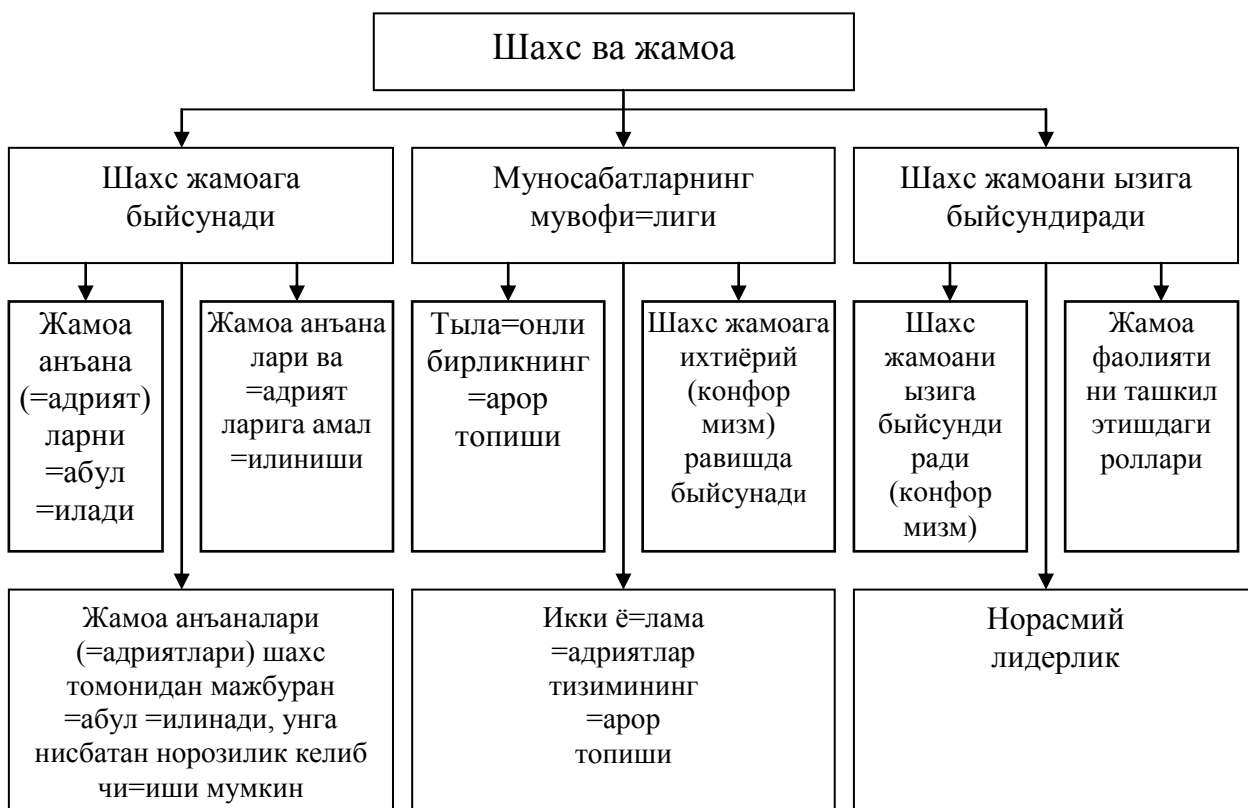 Шахс ва жамоа
Шахс жамоага
быйсунади
Муносабатларнинг
мувофи=лиги
Шахс жамоани ызига
быйсундиради
Жамоа
анъана
(=адрият)
ларни
=абул
=илади
Жамоа анъана
лари ва
=адрият
ларига амал
=илиниши
Тыла=онли
бирликнинг
=арор
топиши
Шахс жамоага
ихтиёрий
(конфор
мизм)
равишда
быйсунади
Шахс
жамоани
ызига
быйсунди
ради
(конфор
мизм)
Жамоа
фаолияти
ни ташкил
этишдаги
роллари
Жамоа анъаналари
(=адриятлари) шахс
томонидан мажбуран
=абул =илинади, унга
нисбатан норозилик келиб
чи=иши мумкин
Икки ё=лама
=адриятлар
тизимининг
=арор
топиши
Норасмий
лидерлик